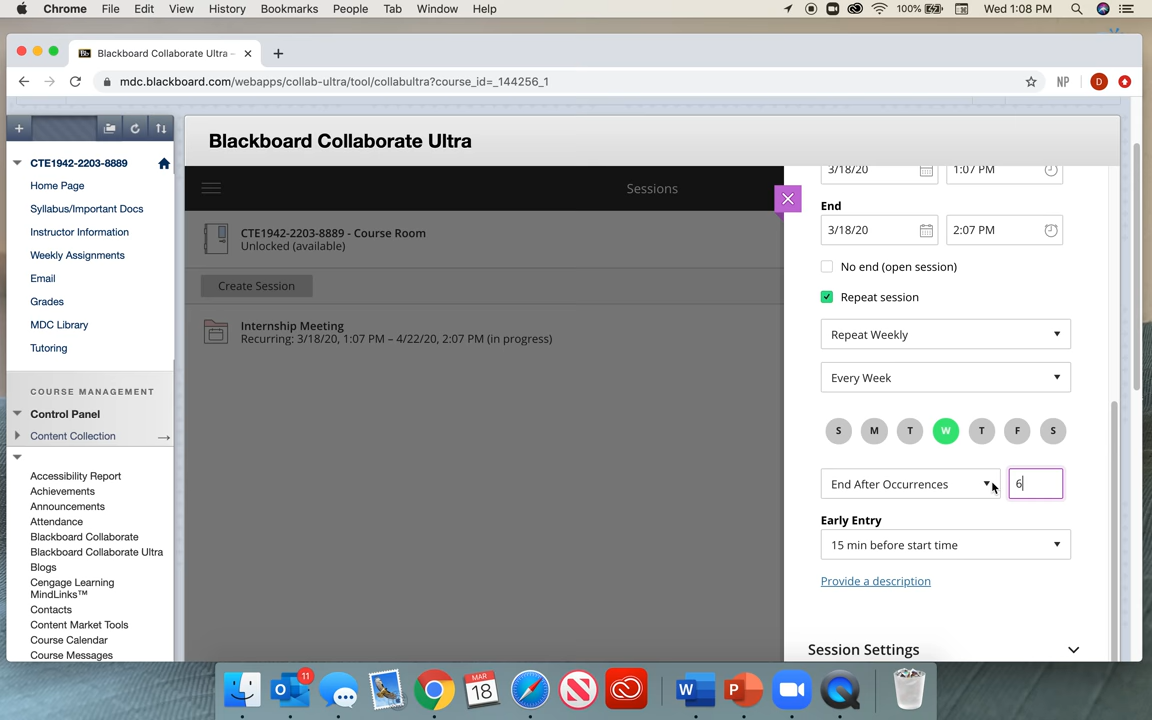 Chrome File Edit View History Bookmarks People Tab Window Help 100% Wed 1:08 PM
Bb Blackboard Collaborate Ultra –
mdc.blackboard.com/webapps/collab-ultra/tool/collabultra?course_id=_144256_1 NP D
CTE1942-2203-8889
Home Page
Syllabus/Important Docs
Instructor Information
Weekly Assignments
Email
Grades
MDC Library
Tutoring
COURSE MANAGEMENT
Control Panel
Content Collection
Accessibility Report
Achievements
Announcements
Attendance
Blackboard Collaborate
Blackboard Collaborate Ultra
Blogs
Cengage Learning
MindLinks™
Contacts
Content Market Tools
Course Calendar
Course Messages
Blackboard Collaborate Ultra
Sessions
CTE1942-2203-8889 - Course Room
Unlocked (available)
Create Session
Internship Meeting
Recurring: 3/18/20, 1:07 PM – 4/22/20, 2:07 PM (in progress)
3/18/20 1:07 PM
End
3/18/20 2:07 PM
No end (open session)
Repeat session
Repeat Weekly
Every Week
S M T W T F S
End After Occurrences 6
Early Entry
15 min before start time
Provide a description
Session Settings
11
MAR
18
W
P